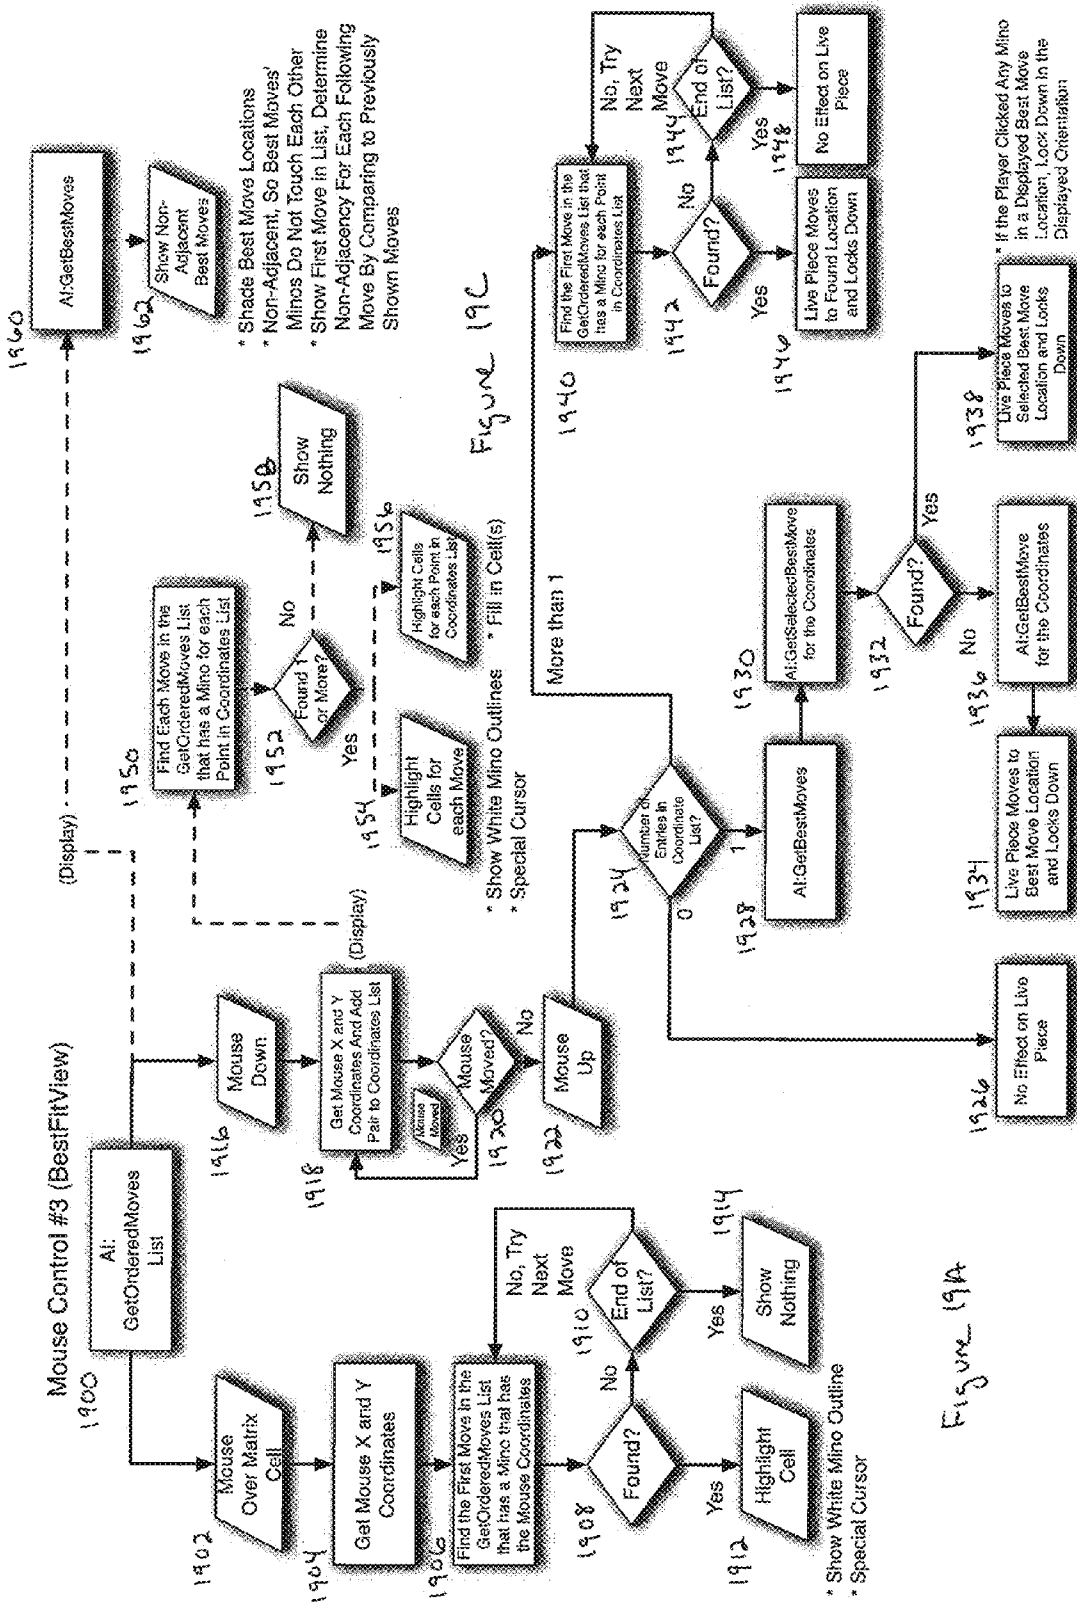 Mouse Control #3 (BestFitView)
1900
AI:
GetOrderedMoves
List
1902
Mouse
Over Matrix
Cell
1904
Get Mouse X and Y
Coordinates
1906
Find the First Move in the
GetOrderedMoves List
that has a Mino that has
the Mouse Coordinates
1908
Found?
No
1910
End of
List?
No, Try
Next
Move
Yes
1912
Highlight
Cell
* Show White Mino Outline
* Special Cursor
Yes
1914
Show
Nothing
Figure 19A
1916
Mouse
Down
1918
Get Mouse X and Y
Coordinates And Add
Pair to Coordinates List
(Display)
Mouse
Moved
Yes
1920
Mouse
Moved?
No
1922
Mouse
Up
1924
Number of
Entries in
Coordinate
List?
0
1926
No Effect on Live
Piece
1
1928
AI:GetBestMoves
1930
AI:GetSelectedBestMove
for the Coordinates
1932
Found?
No
1936
AI:GetBestMove
for the Coordinates
1934
Live Piece Moves to
Best Move Location
and Locks Down
Yes
1938
Live Piece Moves to
Selected Best Move
Location and Locks
Down
* If the Player Clicked Any Mino
in a Displayed Best Move
Location, Lock Down in the
Displayed Orientation
More than 1
1940
Find the First Move in the
GetOrderedMoves List that
has a Mino for each Point
in Coordinates List
1942
Found?
No
1944
End of
List?
No, Try
Next
Move
Yes
1946
Live Piece Moves
to Found Location
and Locks Down
Yes
1948
No Effect on Live
Piece
Figure 19C
1950
Find Each Move in the
GetOrderedMoves List
that has a Mino for each
Point in Coordinates List
1952
Found 1
or More?
No
1958
Show
Nothing
Yes
1954
Highlight
Cells for
each Move
* Show White Mino Outlines
* Special Cursor
1956
Highlight Cells
for each Point in
Coordinates List
* Fill in Cell(s)
(Display)
1960
AI:GetBestMoves
1962
Show Non-
Adjacent
Best Moves
* Shade Best Move Locations
* Non-Adjacent, So Best Moves'
Minos Do Not Touch Each Other
* Show First Move in List, Determine
Non-Adjacency For Each Following
Move By Comparing to Previously
Shown Moves